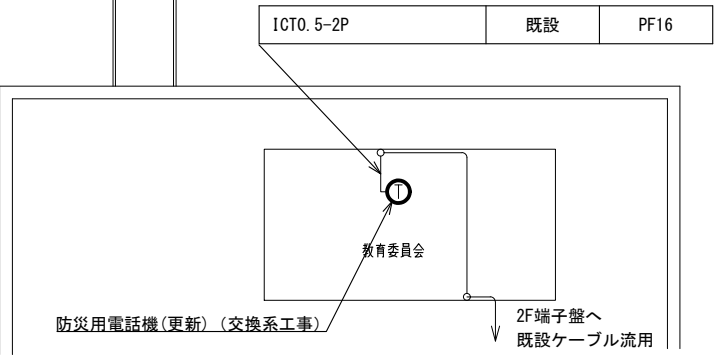 ICT0.5-2P 既設 PF16
T
教育委員会
防災用電話機(更新) (交換系工事)
2F端子盤へ
既設ケーブル流用